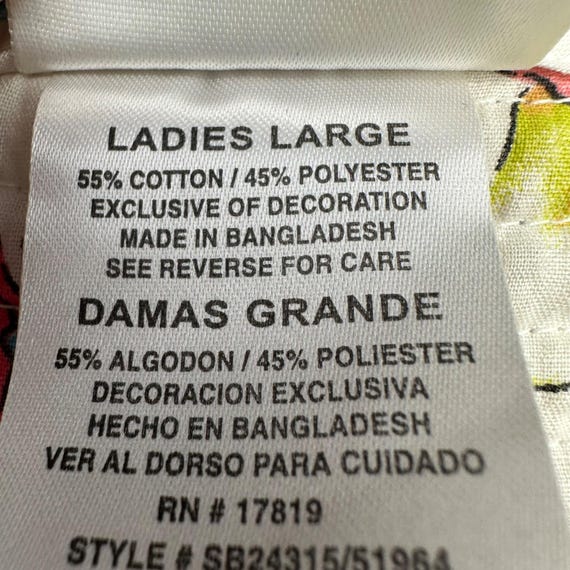 LADIES LARGE
55% COTTON / 45% POLYESTER
EXCLUSIVE OF DECORATION
MADE IN BANGLADESH
SEE REVERSE FOR CARE
DAMAS GRANDE
55% ALGODON / 45% POLIESTER
DECORACION EXCLUSIVA
HECHO EN BANGLADESH
VER AL DORSO PARA CUIDADO
RN # 17819
STYLE # SB24315/51964